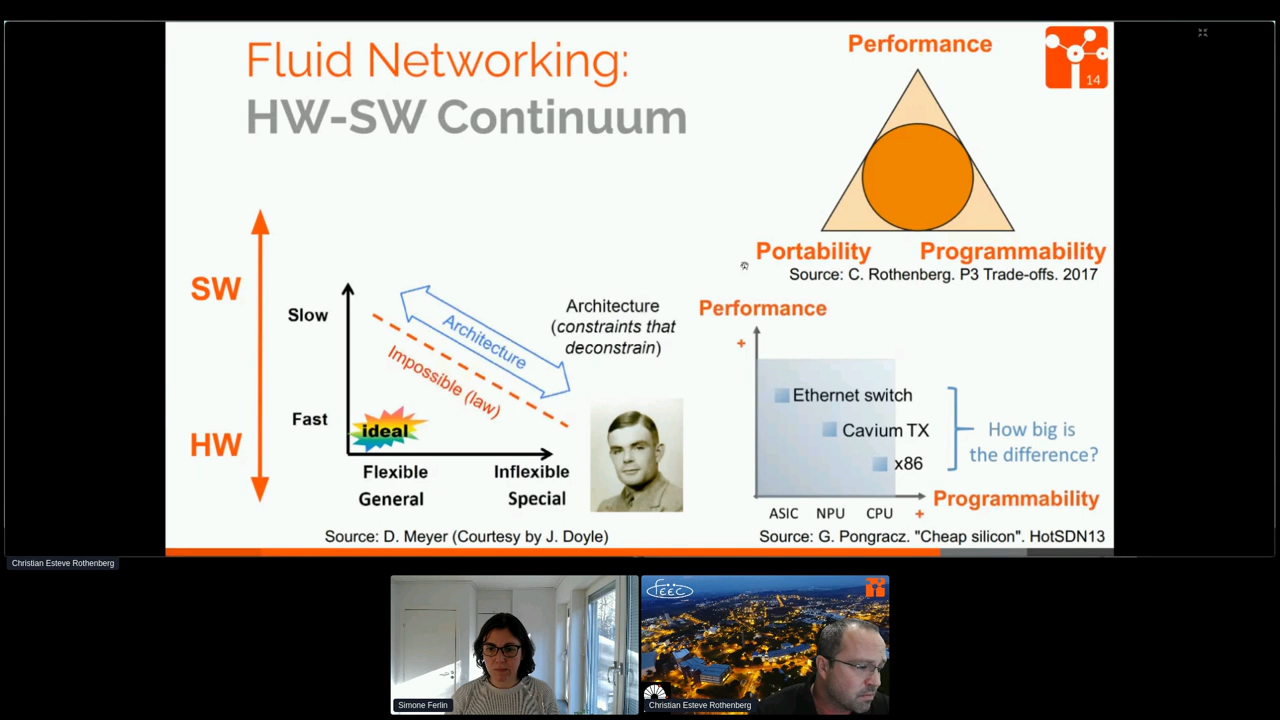 Fluid Networking:
HW-SW Continuum
Performance
14
Portability
Programmability
Source: C. Rothenberg. P3 Trade-offs. 2017
SW
HW
Slow
Fast
Architecture
Impossible (law)
ideal
Flexible
Inflexible
General
Special
Architecture
(constraints that
deconstrain)
Source: D. Meyer (Courtesy by J. Doyle)
Performance
+
Ethernet switch
Cavium TX
x86
How big is
the difference?
ASIC
NPU
CPU
+
Programmability
Source: G. Pongracz. "Cheap silicon". HotSDN13
Christian Esteve Rothenberg
Simone Ferlin
FEEC
Christian Esteve Rothenberg